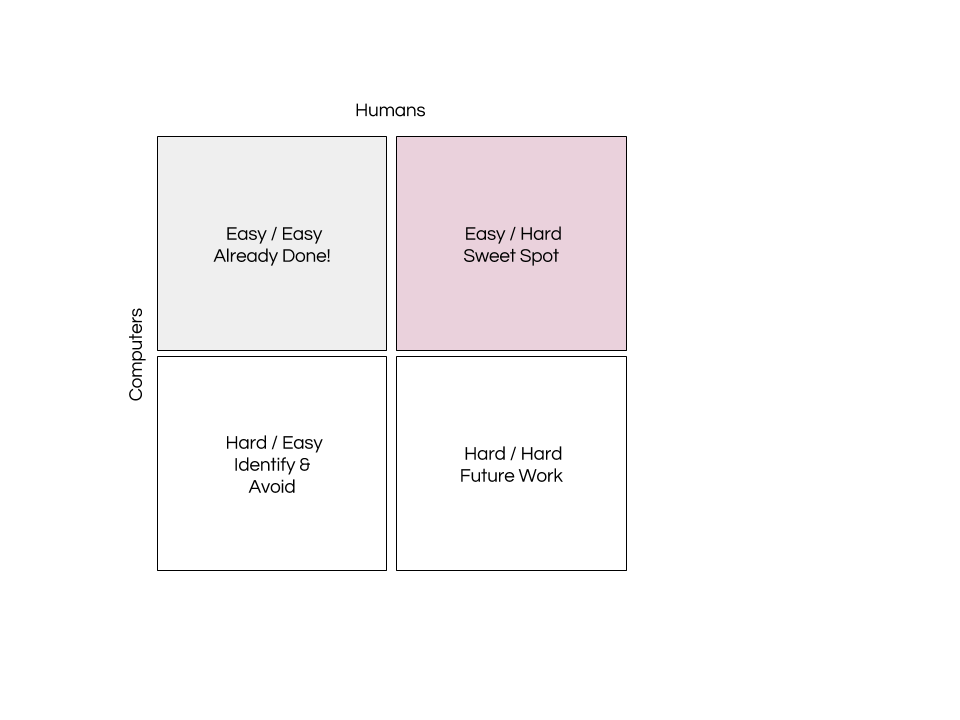 Humans
Easy / Easy
Already Done!
Easy / Hard
Sweet Spot
Computers
Hard / Easy
Identify &
Avoid
Hard / Hard
Future Work